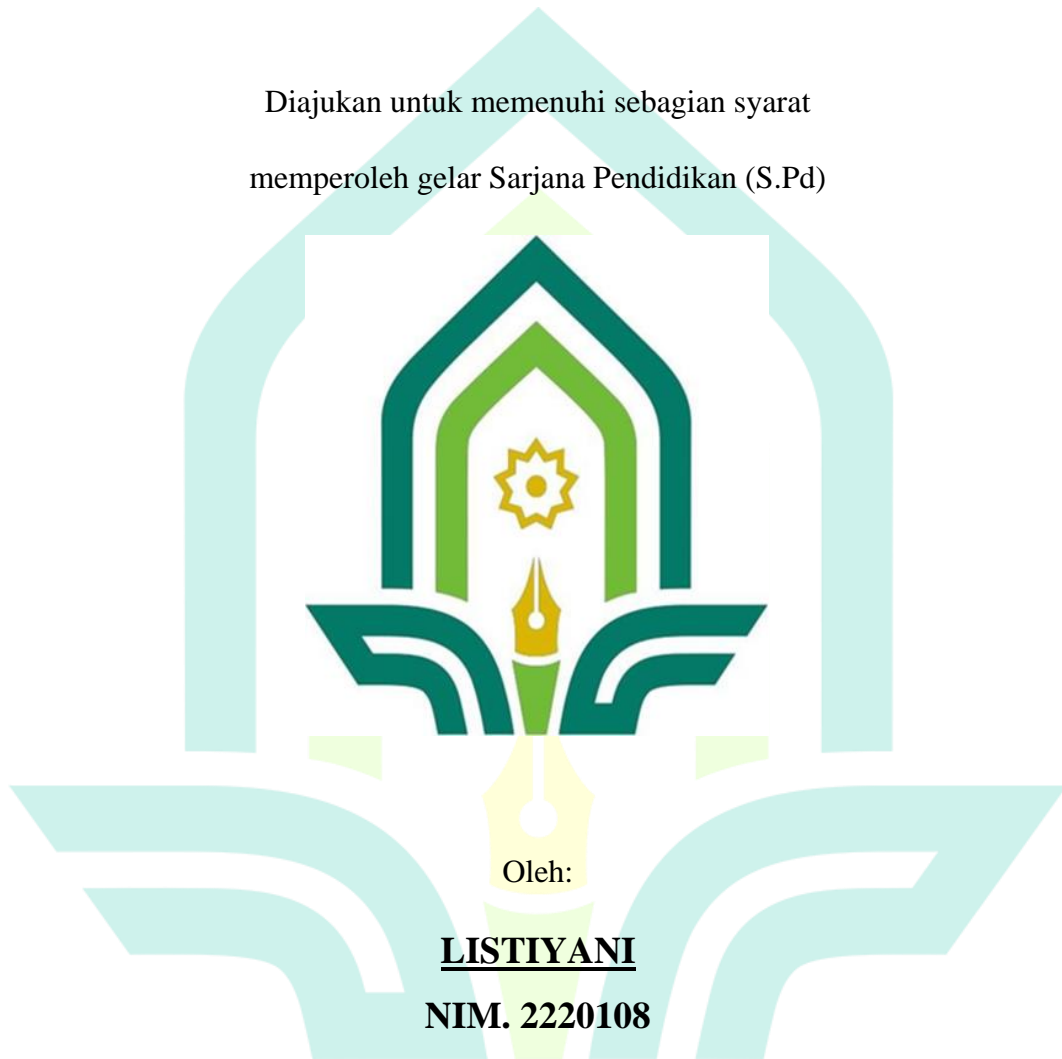 Diajukan untuk memenuhi sebagian syarat
memperoleh gelar Sarjana Pendidikan (S.Pd)
Oleh:
LISTIYANI
NIM. 2220108